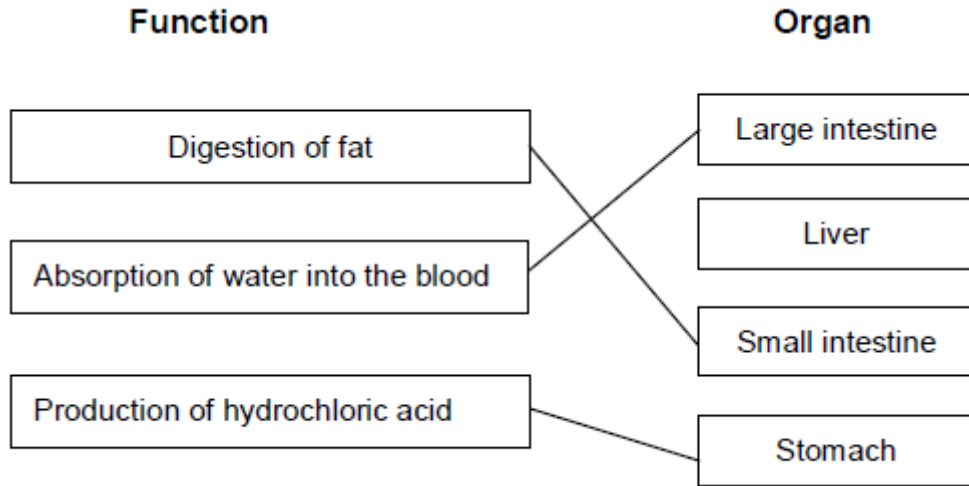 Function
Organ
Digestion of fat
Large intestine
Liver
Absorption of water into the blood
Small intestine
Production of hydrochloric acid
Stomach